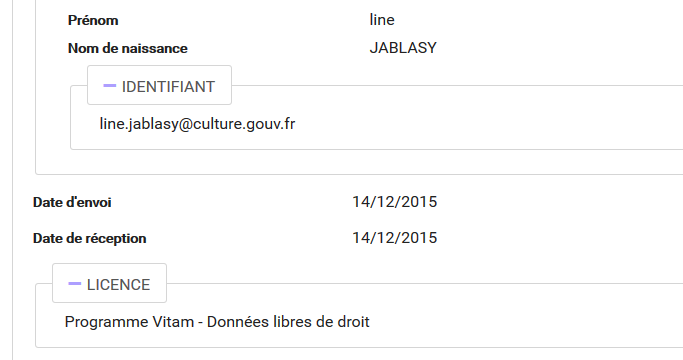 Prénom line
Nom de naissance JABLASY
IDENTIFIANT
line.jablasy@culture.gouv.fr
Date d'envoi 14/12/2015
Date de réception 14/12/2015
LICENCE
Programme Vitam - Données libres de droit